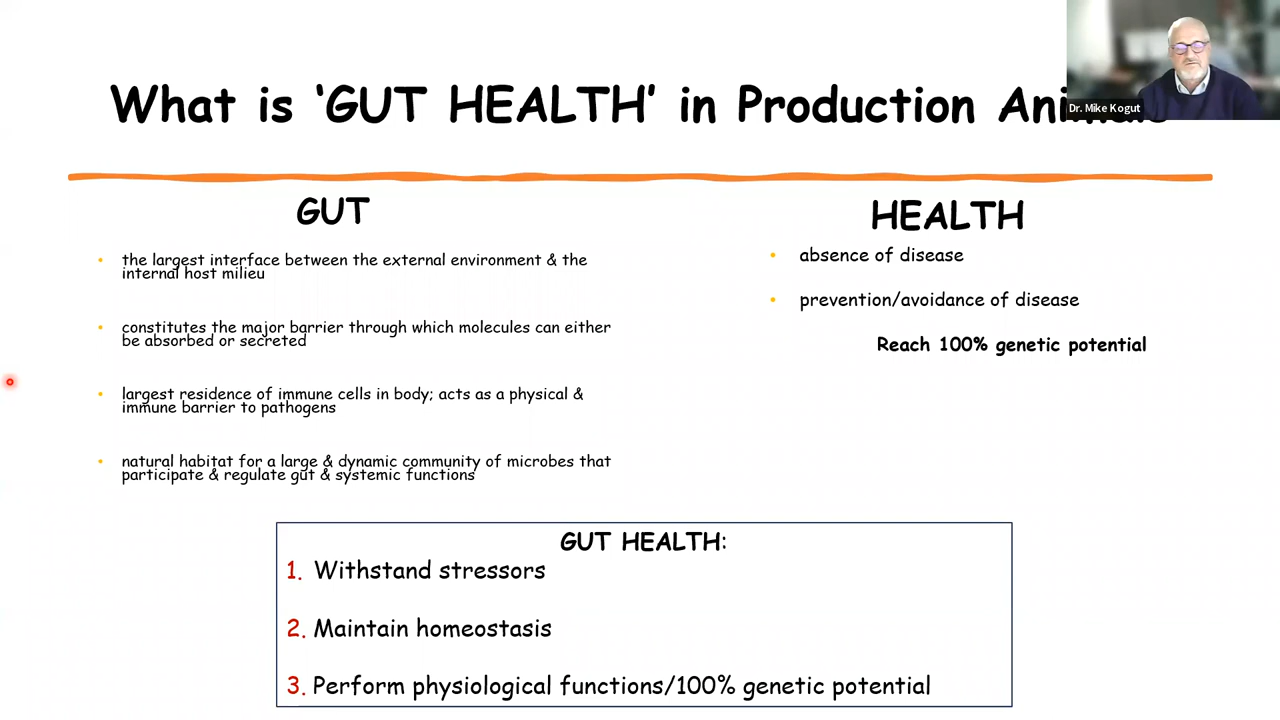 What is ‘GUT HEALTH’ in Production
Dr. Mike Kogut
GUT
• the largest interface between the external environment & the
internal host milieu
• constitutes the major barrier through which molecules can either
be absorbed or secreted
• largest residence of immune cells in body; acts as a physical &
immune barrier to pathogens
• natural habitat for a large & dynamic community of microbes that
participate & regulate gut & systemic functions
HEALTH
• absence of disease
• prevention/avoidance of disease
Reach 100% genetic potential
GUT HEALTH:
1. Withstand stressors
2. Maintain homeostasis
3. Perform physiological functions/100% genetic potential